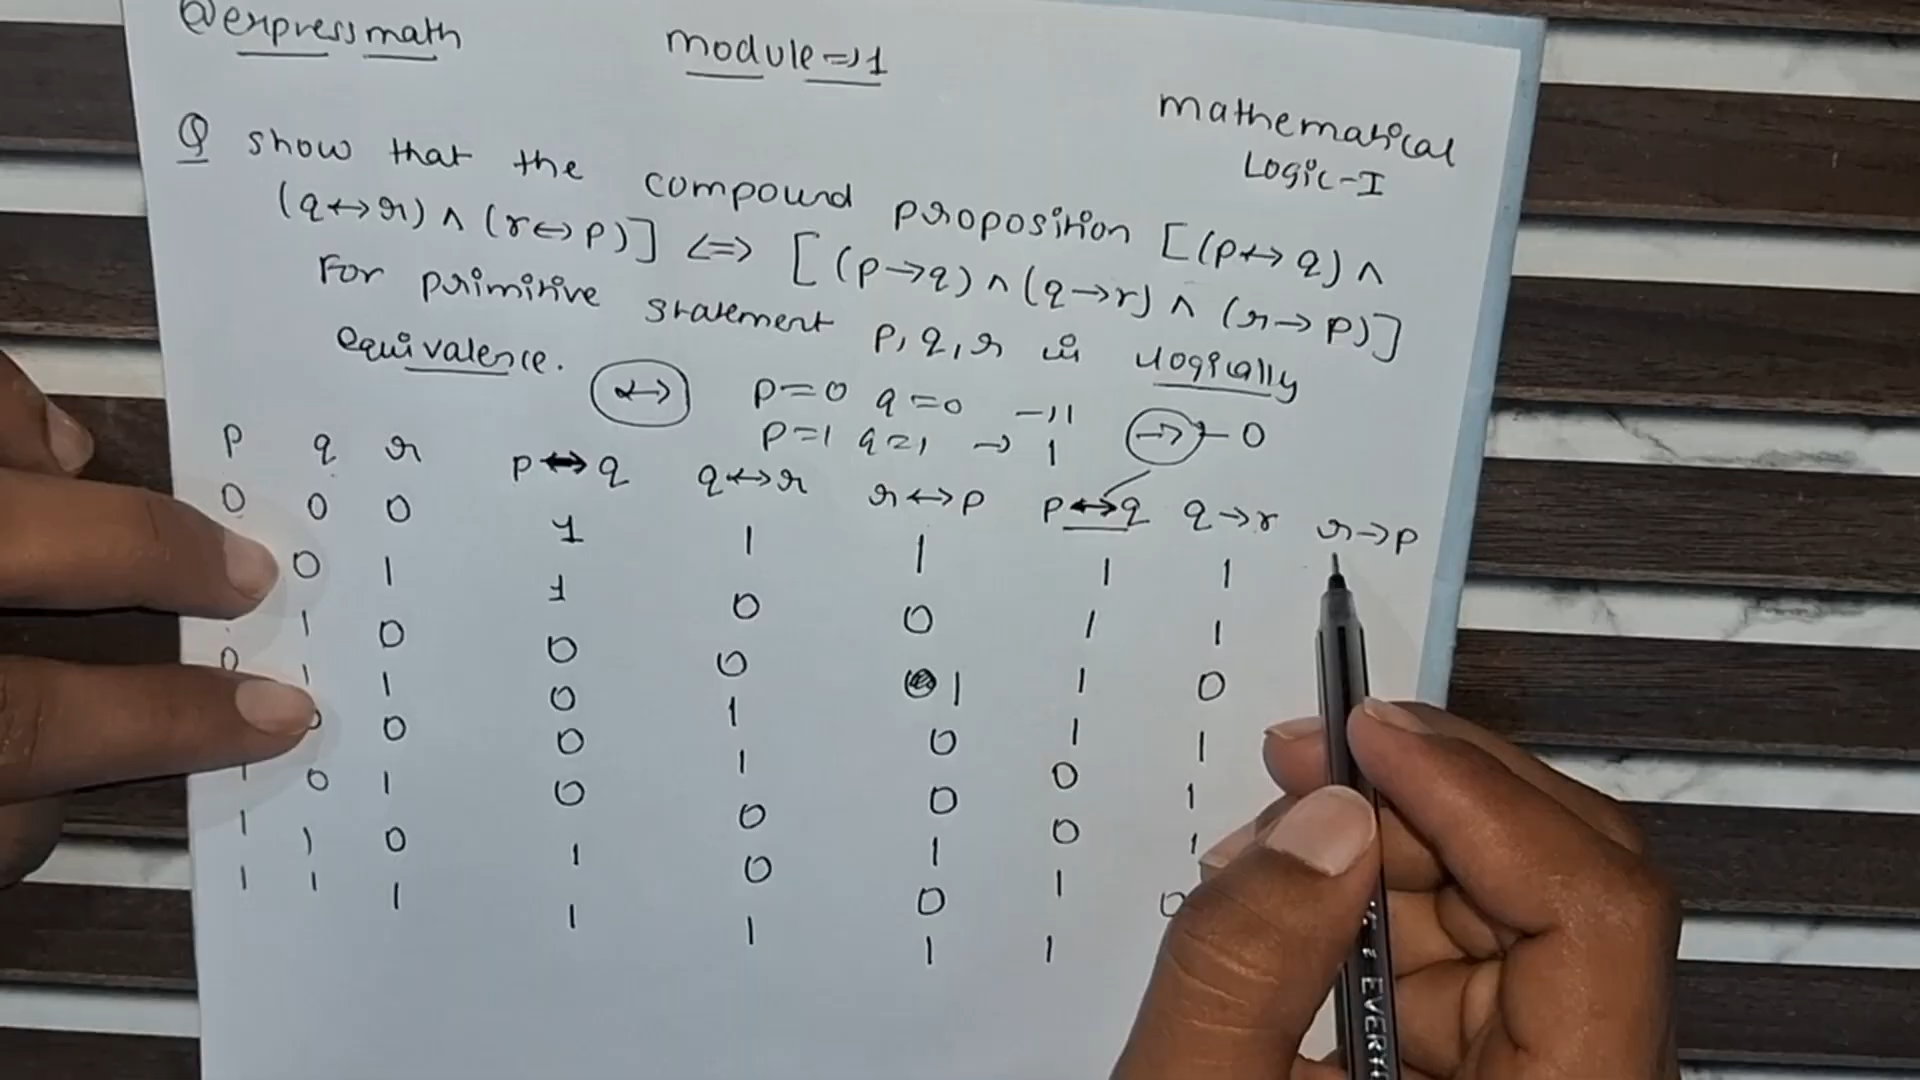 @expressmath module⇒1
mathematical
Logic-I
Q show that the compound proposition [(p↔q)∧
(q↔r)∧(r↔p)] <=> [(p→q)∧(q→r)∧(r→p)]
For primitive statement p,q,r is logically
equivalence. ↔ p=0 q=0 →1
p=1 q=1 → 1 → 0
p q r p↔q q↔r r↔p p↔q q→r r→p
0 0 0 1 1 1 1 1
0 1 1 0 0 1 1
1 0 0 0 1 1 0
0 1 1 0 1 0 1 1
0 0 0 1 0 0 1
1 0 1 0 0 1 0 1
1 1 0 1 0 0 1 0
1 1 1 1 1 1 1
EVER